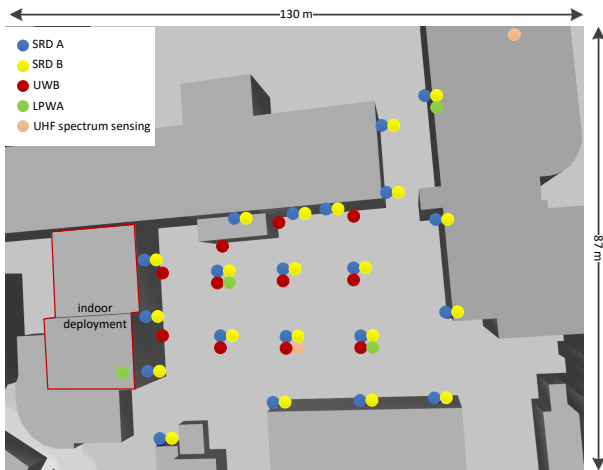 130 m
SRD A
SRD B
UWB
LPWA
UHF spectrum sensing
87 m
indoor
deployment